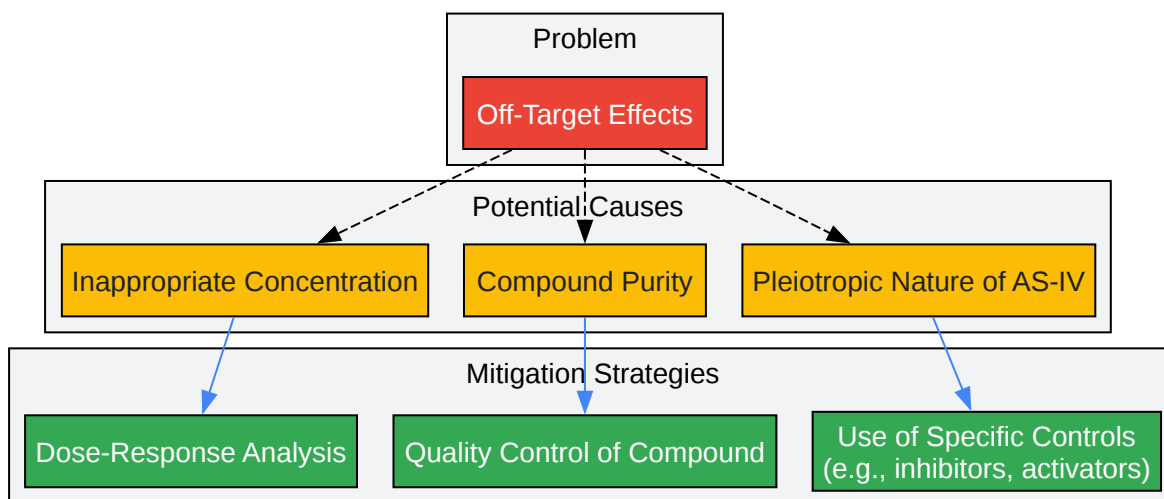 Problem
Off-Target Effects
Potential Causes
Inappropriate Concentration
Compound Purity
Pleiotropic Nature of AS-IV
Mitigation Strategies
Dose-Response Analysis
Quality Control of Compound
Use of Specific Controls
(e.g., inhibitors, activators)